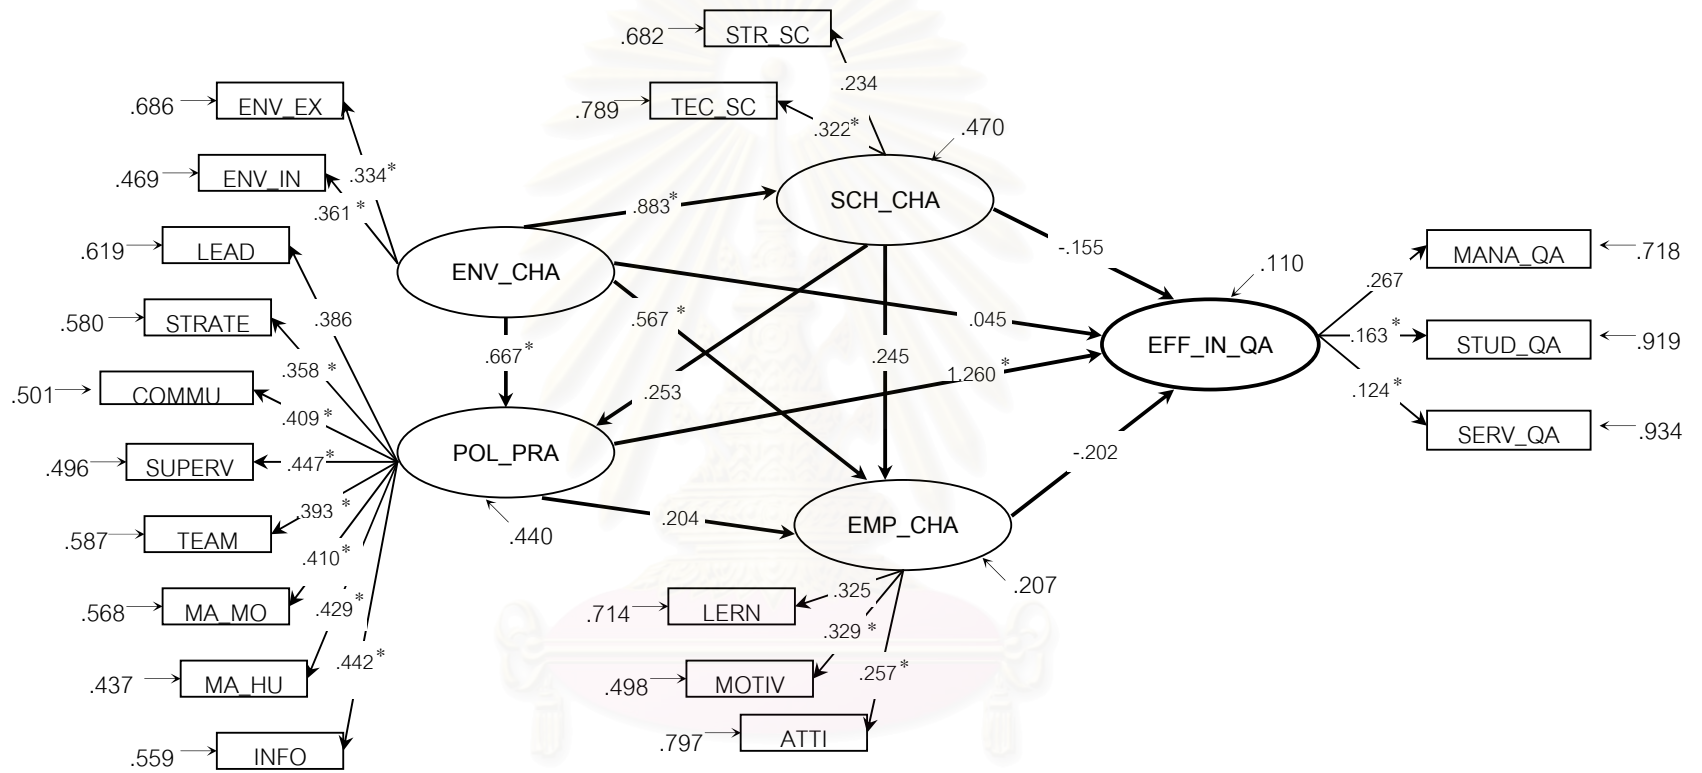 .682 STR_SC
.234
.686 ENV_EX
.789 TEC_SC
.322*
.470
.469 ENV_IN
.334*
.361*
.883*
SCH_CHA
.619 LEAD
ENV_CHA
-.155
MANA_QA .718
.110
.267
.580 STRATE
.386
.567*
.045
.667*
.245
EFF_IN_QA
.163*
STUD_QA .919
.358*
.253
1.260*
.501 COMMU
.409*
.124*
SERV_QA .934
.496 SUPERV
.447*
POL_PRA
-.202
.393*
.204
EMP_CHA
.587 TEAM
.440
.410*
.325
.207
.568 MA_MO
.429*
.714 LERN
.329*
.442*
.257*
.437 MA_HU
.498 MOTIV
.559 INFO
.797 ATTI